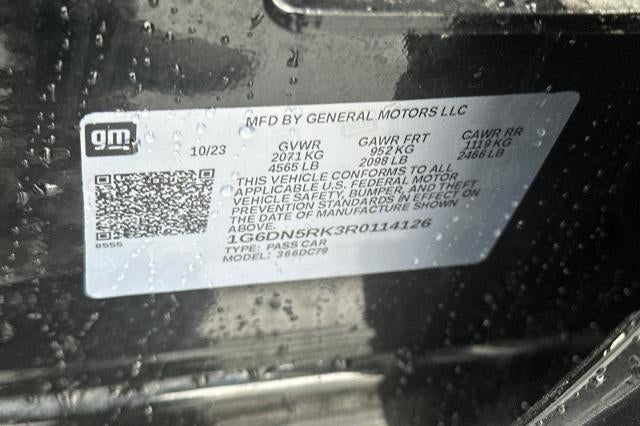 MFD BY GENERAL MOTORS LLC
gm
10/23
GVWR GAWR FRT GAWR RR
2071 KG 952 KG 1119 KG
4565 LB 2098 LB 2466 LB
THIS VEHICLE CONFORMS TO ALL
APPLICABLE U.S. FEDERAL MOTOR
VEHICLE SAFETY, BUMPER, AND THEFT
PREVENTION STANDARDS IN EFFECT ON
THE DATE OF MANUFACTURE SHOWN
ABOVE.
1G6DN5RK3R0114126
TYPE: PASS CAR
MODEL: 366DC79
8555